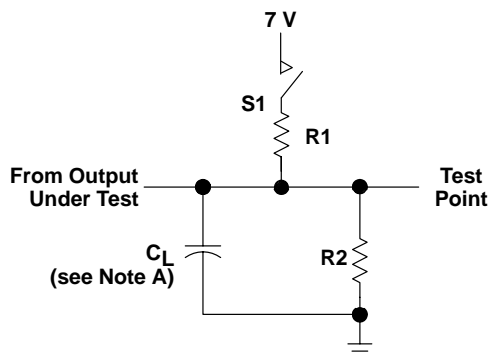 7 V
S1
R1
From Output
Under Test
Test
Point
CL
(see Note A)
R2